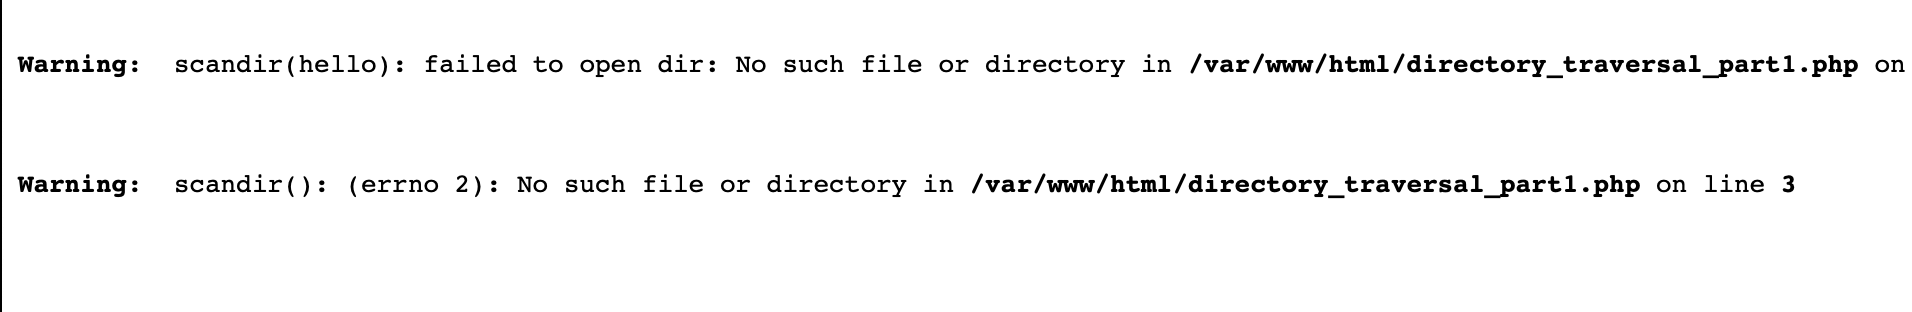 Warning:  scandir(hello): failed to open dir: No such file or directory in /var/www/html/directory_traversal_part1.php on
Warning:  scandir(): (errno 2): No such file or directory in /var/www/html/directory_traversal_part1.php on line 3